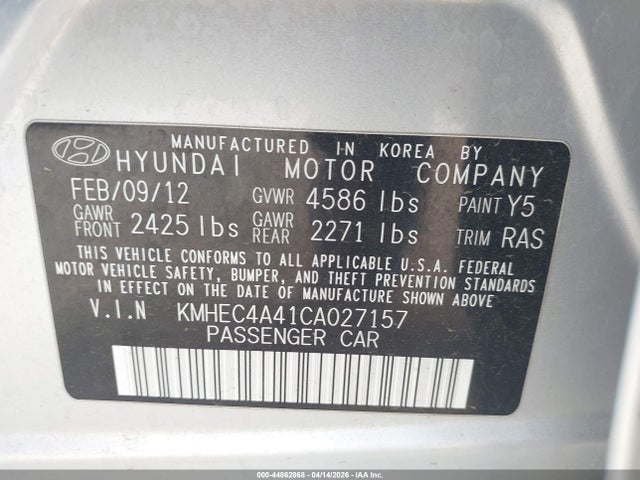 MANUFACTURED IN KOREA BY
HYUNDAI MOTOR COMPANY
FEB/09/12 GVWR 4586 lbs PAINT Y5
GAWR FRONT 2425 lbs GAWR REAR 2271 lbs TRIM RAS
THIS VEHICLE CONFORMS TO ALL APPLICABLE U.S.A. FEDERAL
MOTOR VEHICLE SAFETY, BUMPER, AND THEFT PREVENTION STANDARDS
IN EFFECT ON THE DATE OF MANUFACTURE SHOWN ABOVE
V.I.N KMHEC4A41CA027157
PASSENGER CAR
000-44862868 - 04/14/2026 - IAA, Inc.